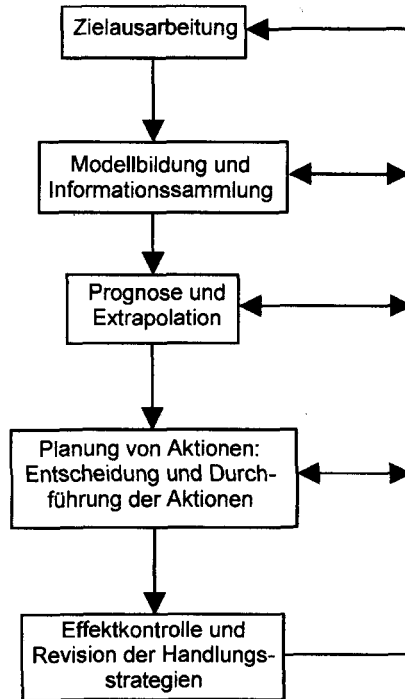 Zielausarbeitung
Modellbildung und
Informationssammlung
Prognose und
Extrapolation
Planung von Aktionen:
Entscheidung und Durch-
führung der Aktionen
Effektkontrolle und
Revision der Handlungs-
strategien